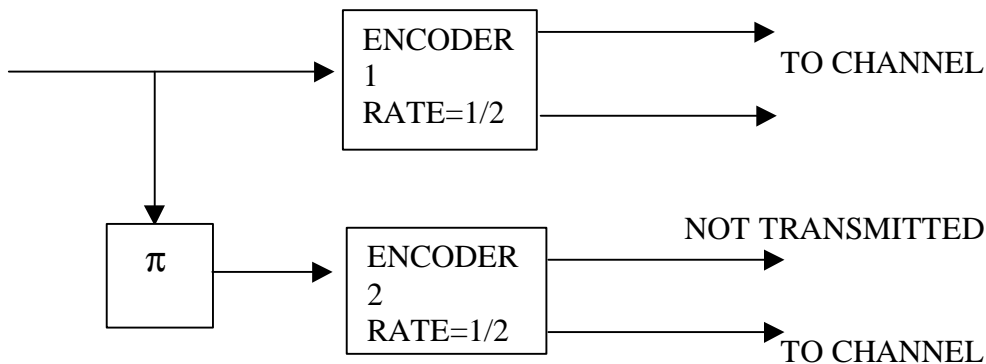 ENCODER
1
RATE=1/2
TO CHANNEL
π
ENCODER
2
RATE=1/2
NOT TRANSMITTED
TO CHANNEL